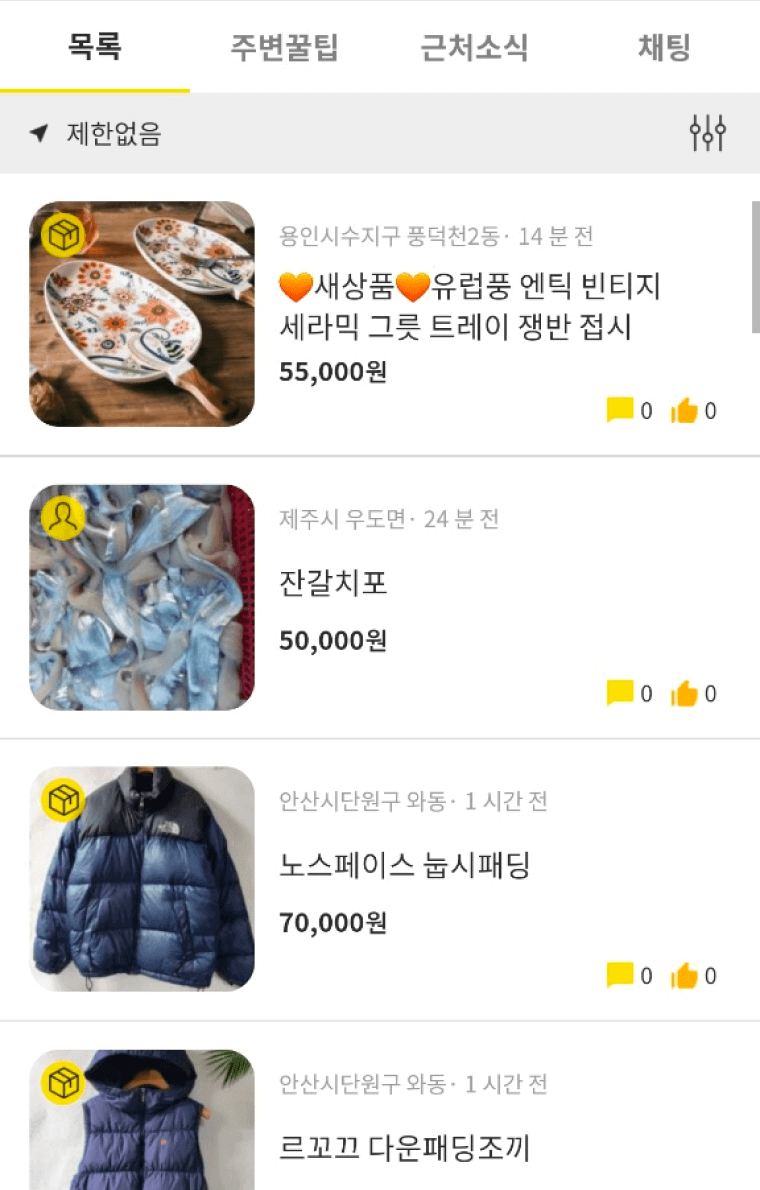 목록 주변꿀팁 근처소식 채팅
제한없음
용인시수지구 풍덕천2동· 14 분 전
🧡새상품🧡유럽풍 엔틱 빈티지
세라믹 그릇 트레이 쟁반 접시
55,000원
0 0
제주시 우도면· 24 분 전
잔갈치포
50,000원
0 0
안산시단원구 와동· 1 시간 전
노스페이스 눕시패딩
70,000원
0 0
안산시단원구 와동· 1 시간 전
르꼬끄 다운패딩조끼